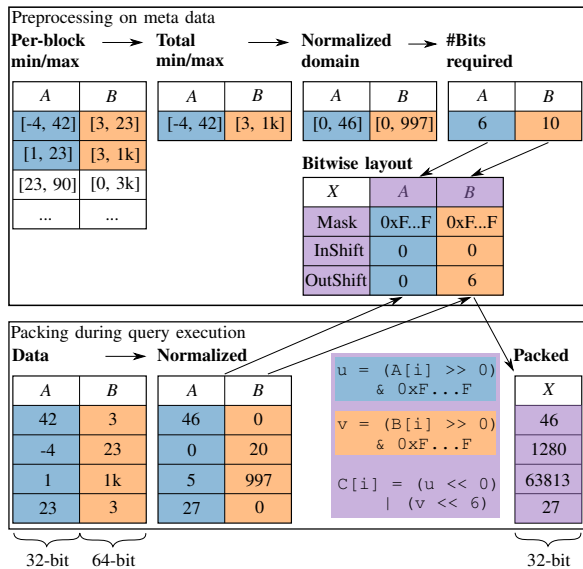 Preprocessing on meta data
Per-block min/max
Total min/max
Normalized domain
#Bits required
A B
A B
A B
A B
[-4, 42] [3, 23]
[-4, 42] [3, 1k]
[0, 46] [0, 997]
6 10
[1, 23] [3, 1k]
[23, 90] [0, 3k]
... ...
Bitwise layout
X A B
Mask 0xF...F 0xF...F
InShift 0 0
OutShift 0 6
Packing during query execution
Data
Normalized
Packed
A B
A B
X
42 3
46 0
46
-4 23
0 20
1280
1 1k
5 997
63813
23 3
27 0
27
u = (A[i] >> 0)
& 0xF...F
v = (B[i] >> 0)
& 0xF...F
C[i] = (u << 0)
| (v << 6)
32-bit 64-bit
32-bit